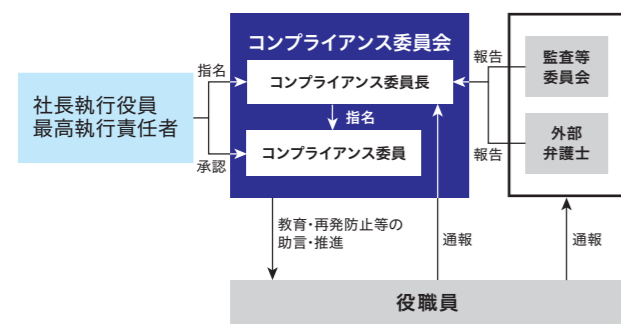 コンプライアンス委員会
指名
コンプライアンス委員長
報告
監査等
委員会
社長執行役員
最高執行責任者
指名
外部
弁護士
承認
コンプライアンス委員
報告
教育・再発防止等の
助言・推進
通報
通報
役職員